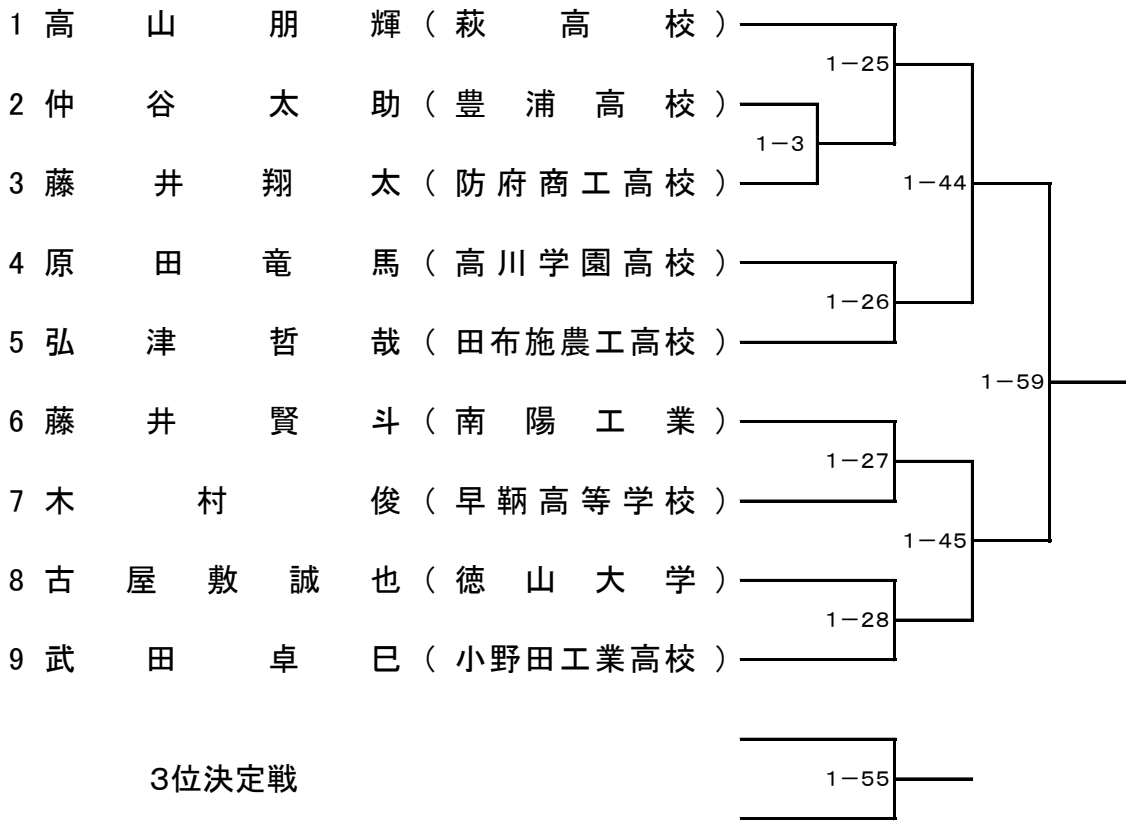 1 高山朋輝(萩高校)
1-25
2 仲谷太助(豊浦高校)
1-3
3 藤井翔太(防府商工高校)
1-44
4 原田竜馬(高川学園高校)
1-26
5 弘津哲哉(田布施農工高校)
1-59
6 藤井賢斗(南陽工業)
1-27
7 木村俊(早鞆高等学校)
1-45
8 古屋敷誠也(徳山大学)
1-28
9 武田卓巳(小野田工業高校)
3位決定戦
1-55